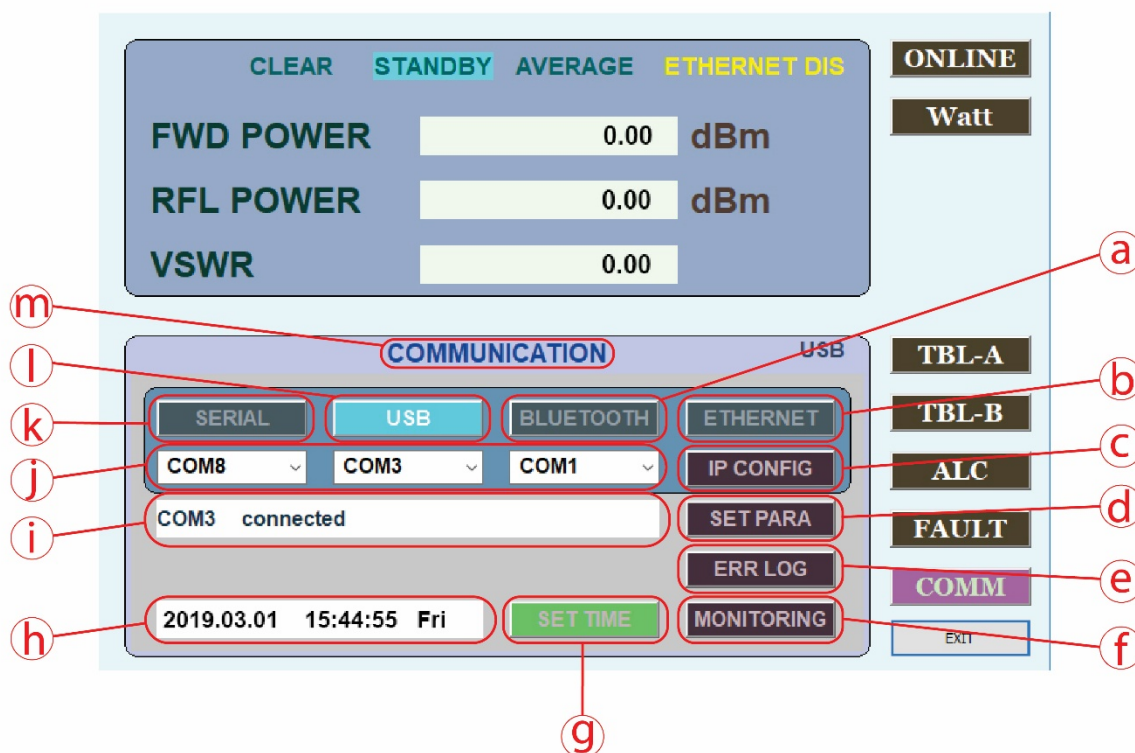 CLEAR STANDBY AVERAGE ETHERNET DIS
ONLINE
Watt
FWD POWER 0.00 dBm
RFL POWER 0.00 dBm
VSWR 0.00
a
m
COMMUNICATION USB
TBL-A
l
b
k
SERIAL USB BLUETOOTH ETHERNET
TBL-B
c
j
COM8 COM3 COM1 IP CONFIG
ALC
i
COM3 connected
SET PARA
d
FAULT
ERR LOG
e
COMM
h
2019.03.01 15:44:55 Fri
SET TIME
MONITORING
f
EXIT
g